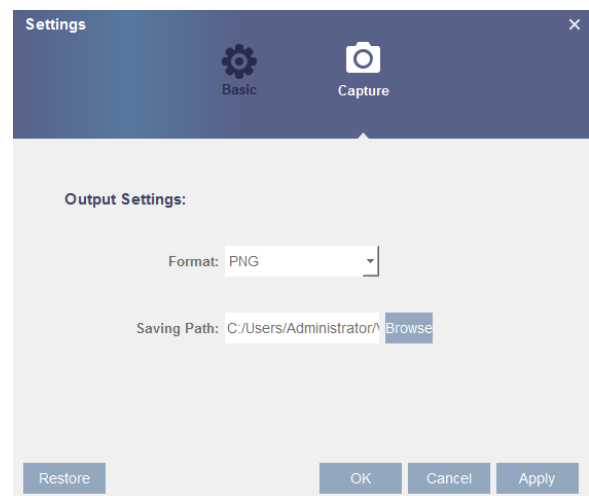 Settings
Basic Capture
Output Settings:
Format: PNG
Saving Path: C:/Users/Administrator/ Browse
Restore OK Cancel Apply